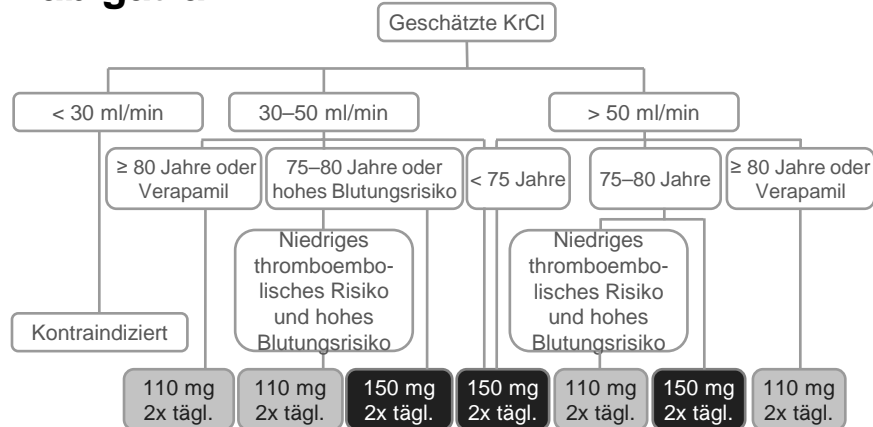 Geschätzte KrCl
< 30 ml/min
30–50 ml/min
> 50 ml/min
≥ 80 Jahre oder
Verapamil
75–80 Jahre oder
hohes Blutungsrisiko
< 75 Jahre
75–80 Jahre
≥ 80 Jahre oder
Verapamil
Niedriges
thromboembo-
lisches Risiko
und hohes
Blutungsrisiko
Niedriges
thromboembo-
lisches Risiko
und hohes
Blutungsrisiko
Kontraindiziert
110 mg
2x tägl.
110 mg
2x tägl.
150 mg
2x tägl.
150 mg
2x tägl.
110 mg
2x tägl.
150 mg
2x tägl.
110 mg
2x tägl.